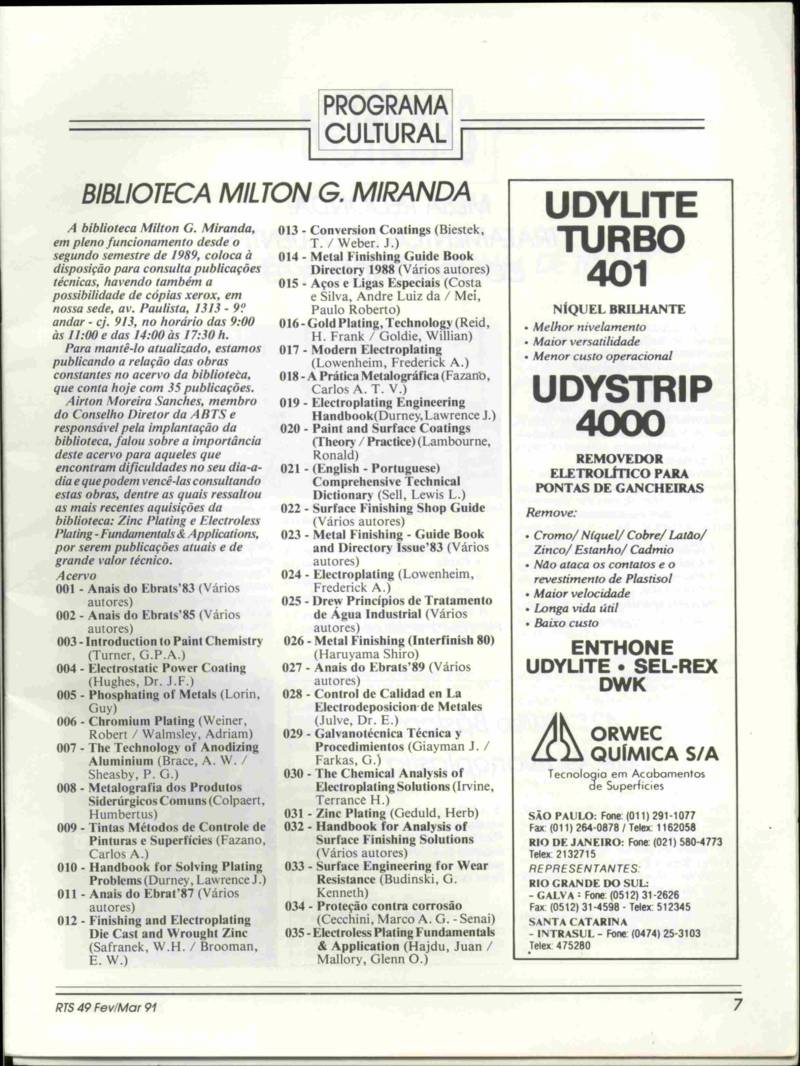 PROGRAMA
CULTURAL
BIBLIOTECA MILTON G. MIRANDA
A biblioteca Milton G. Miranda,
em pleno funcionamento desde o
segundo semestre de 1989, coloca à
disposição para consulta publicações
técnicas, havendo também a
possibilidade de cópias xerox, em
nossa sede, av. Paulista, 1313 - 9º
andar - cj. 913, no horário das 9:00
às 11:00 e das 14:00 às 17:30 h.
Para mantê-lo atualizado, estamos
publicando a relação das obras
constantes no acervo da biblioteca,
que conta hoje com 35 publicações.
Airton Moreira Sanches, membro
do Conselho Diretor da ABTS e
responsável pela implantação da
biblioteca, falou sobre a importância
deste acervo para aqueles que
encontram dificuldades no seu dia-a-
dia e que podem vencê-las consultando
estas obras, dentre as quais ressaltou
as mais recentes aquisições da
biblioteca: Zinc Plating e Electroless
Plating - Fundamentals & Applications,
por serem publicações atuais e de
grande valor técnico.
Acervo
001 - Anais do Ebrats'83 (Vários
autores)
002 - Anais do Ebrats'85 (Vários
autores)
003 - Introduction to Paint Chemistry
(Turner, G.P.A.)
004 - Electrostatic Power Coating
(Hughes, Dr. J.F.)
005 - Phosphating of Metals (Lorin,
Guy)
006 - Chromium Plating (Weiner,
Robert / Walmsley, Adriam)
007 - The Technology of Anodizing
Aluminium (Brace, A. W. /
Sheasby, P. G.)
008 - Metalografia dos Produtos
Siderúrgicos Comuns (Colpaert,
Humbertus)
009 - Tintas Métodos de Controle de
Pinturas e Superfícies (Fazano,
Carlos A.)
010 - Handbook for Solving Plating
Problems (Durney, Lawrence J.)
011 - Anais do Ebrat'87 (Vários
autores)
012 - Finishing and Electroplating
Die Cast and Wrought Zinc
(Safranek, W.H. / Brooman,
E. W.)
013 - Conversion Coatings (Biestek,
T. / Weber. J.)
014 - Metal Finishing Guide Book
Directory 1988 (Vários autores)
015 - Aços e Ligas Especiais (Costa
e Silva, Andre Luiz da / Mei,
Paulo Roberto)
016 - Gold Plating, Technology (Reid,
H. Frank / Goldie, Willian)
017 - Modern Electroplating
(Lowenheim, Frederick A.)
018 - A Prática Metalográfica (Fazano,
Carlos A. T. V.)
019 - Electroplating Engineering
Handbook (Durney, Lawrence J.)
020 - Paint and Surface Coatings
(Theory / Practice) (Lambourne,
Ronald)
021 - (English - Portuguese)
Comprehensive Technical
Dictionary (Sell, Lewis L.)
022 - Surface Finishing Shop Guide
(Vários autores)
023 - Metal Finishing - Guide Book
and Directory Issue'83 (Vários
autores)
024 - Electroplating (Lowenheim,
Frederick A.)
025 - Drew Princípios de Tratamento
de Água Industrial (Vários
autores)
026 - Metal Finishing (Interfinish 80)
(Haruyama Shiro)
027 - Anais do Ebrats'89 (Vários
autores)
028 - Control de Calidad en La
Electrodeposicion de Metales
(Julve, Dr. E.)
029 - Galvanotécnica Técnica y
Procedimientos (Giayman J. /
Farkas, G.)
030 - The Chemical Analysis of
Electroplating Solutions (Irvine,
Terrance H.)
031 - Zinc Plating (Geduld, Herb)
032 - Handbook for Analysis of
Surface Finishing Solutions
(Vários autores)
033 - Surface Engineering for Wear
Resistance (Budinski, G.
Kenneth)
034 - Proteção contra corrosão
(Cecchini, Marco A. G. - Senai)
035 - Electroless Plating Fundamentals
& Application (Hajdu, Juan /
Mallory, Glenn O.)
UDYLITE
TURBO
401
NÍQUEL BRILHANTE
• Melhor nivelamento
• Maior versatilidade
• Menor custo operacional
UDYSTRIP
4000
REMOVEDOR
ELETROLÍTICO PARA
PONTAS DE GANCHEIRAS
Remove:
• Cromo/ Níquel/ Cobre/ Latão/
Zinco/ Estanho/ Cadmio
• Não ataca os contatos e o
revestimento de Plastisol
• Maior velocidade
• Longa vida útil
• Baixo custo
ENTHONE
UDYLITE • SEL-REX
DWK
ORWEC
QUÍMICA S/A
Tecnologia em Acabamentos
de Superfícies
SÃO PAULO: Fone: (011) 291-1077
Fax: (011) 264-0878 / Telex: 1162058
RIO DE JANEIRO: Fone: (021) 580-4773
Telex: 2132715
REPRESENTANTES:
RIO GRANDE DO SUL:
- GALVA - Fone: (0512) 31-2626
Fax: (0512) 31-4598 - Telex: 512345
SANTA CATARINA
- INTRASUL - Fone: (0474) 25-3103
Telex: 475280
RTS 49 Fev/Mar 91
7